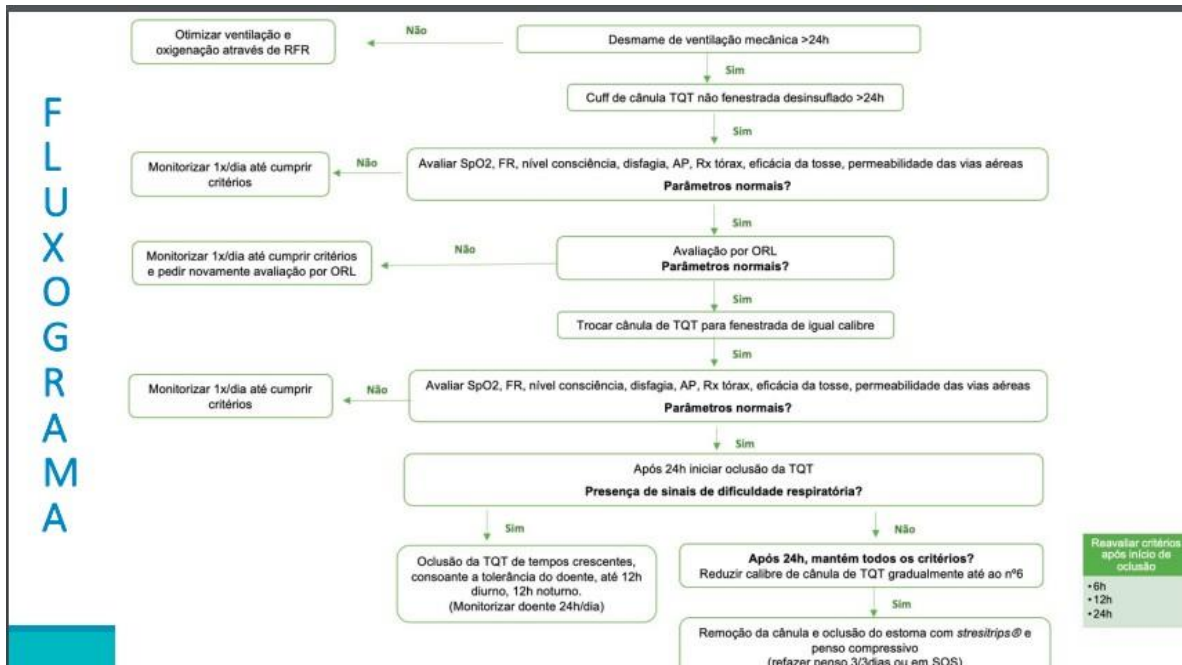 FLUXOGRAMA
Otimizar ventilação e
oxigenação através de RFR
Não
Desmame de ventilação mecânica >24h
Sim
Cuff de cânula TQT não fenestrada desinsuflado >24h
Sim
Monitorizar 1x/dia até cumprir
critérios
Não
Avaliar SpO2, FR, nível consciência, disfagia, AP, Rx tórax, eficácia da tosse, permeabilidade das vias aéreas
Parâmetros normais?
Sim
Monitorizar 1x/dia até cumprir critérios
e pedir novamente avaliação por ORL
Não
Avaliação por ORL
Parâmetros normais?
Sim
Trocar cânula de TQT para fenestrada de igual calibre
Sim
Monitorizar 1x/dia até cumprir
critérios
Não
Avaliar SpO2, FR, nível consciência, disfagia, AP, Rx tórax, eficácia da tosse, permeabilidade das vias aéreas
Parâmetros normais?
Sim
Após 24h iniciar oclusão da TQT
Presença de sinais de dificuldade respiratória?
Sim
Não
Oclusão da TQT de tempos crescentes,
consoante a tolerância do doente, até 12h
diurno, 12h noturno.
(Monitorizar doente 24h/dia)
Após 24h, mantém todos os critérios?
Reduzir calibre de cânula de TQT gradualmente até ao nº6
Sim
Remoção da cânula e oclusão do estoma com stresitrips® e
penso compressivo
(refazer penso 3/3dias ou em SOS)
Reavaliar critérios
após início de
oclusão
•6h
•12h
•24h